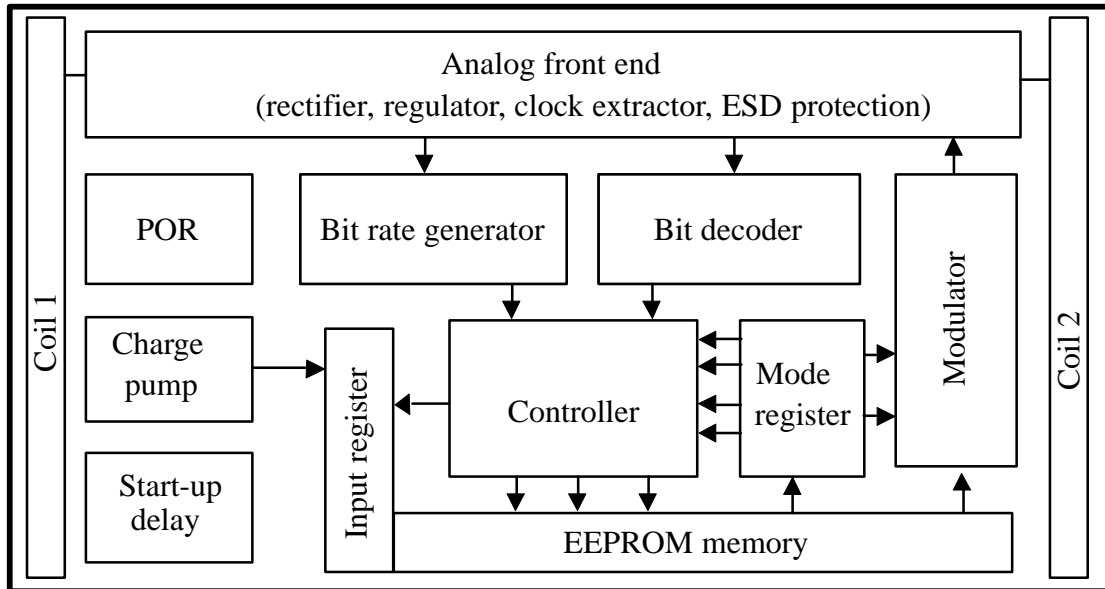 Analog front end
(rectifier, regulator, clock extractor, ESD protection)
Coil 1
POR
Bit rate generator
Bit decoder
Modulator
Coil 2
Charge
pump
Input register
Controller
Mode
register
Start-up
delay
EEPROM memory